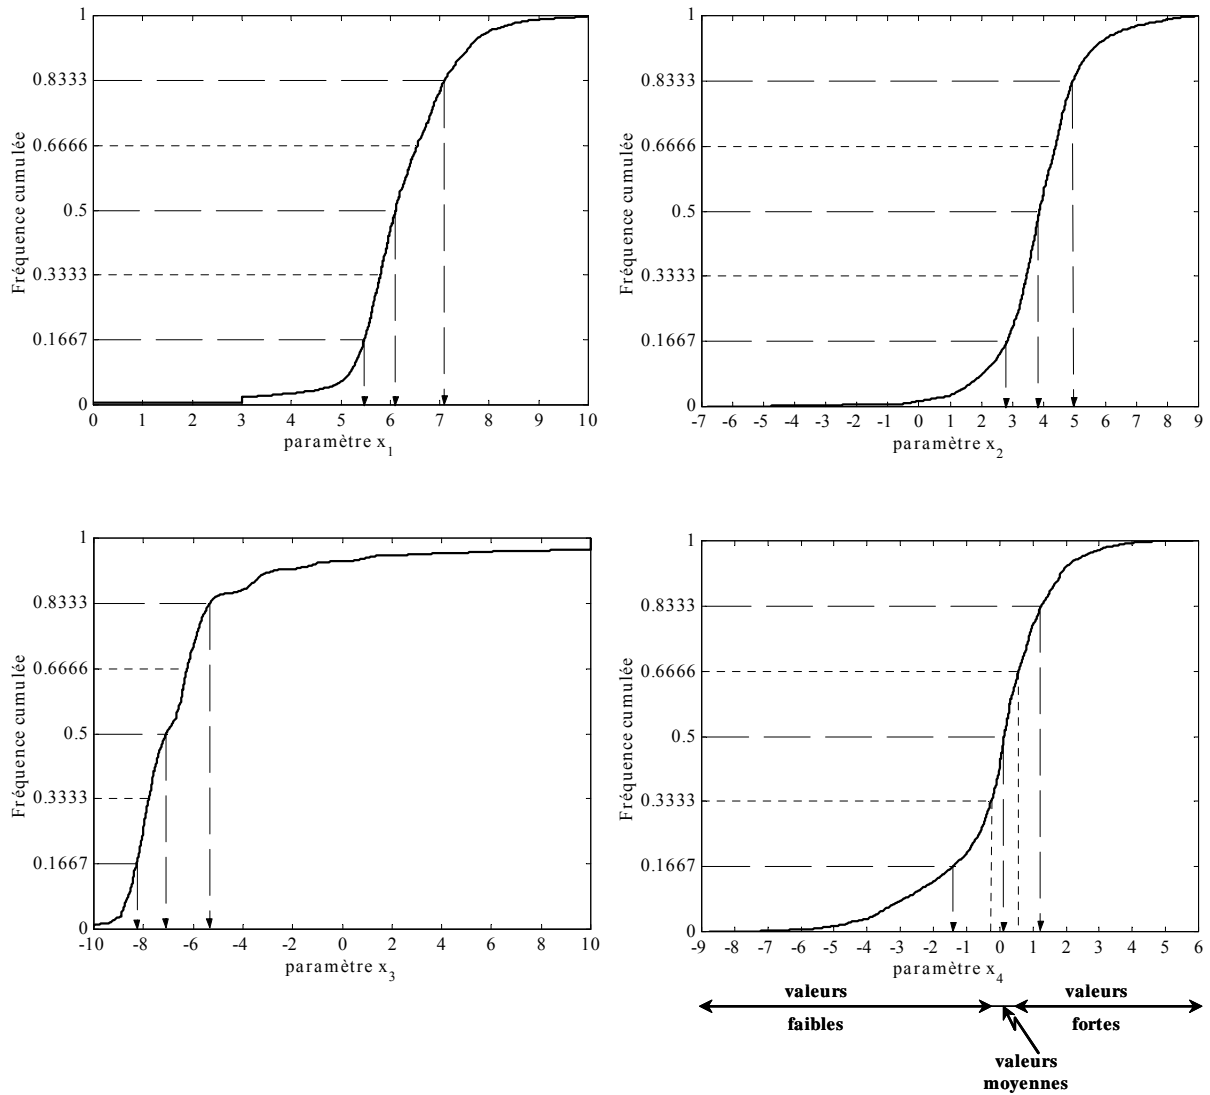 1
0.8333
0.6666
0.5
0.3333
0.1667
0
Fréquence cumulée
0 1 2 3 4 5 6 7 8 9 10
paramètre x1
1
0.8333
0.6666
0.5
0.3333
0.1667
0
Fréquence cumulée
-7 -6 -5 -4 -3 -2 -1 0 1 2 3 4 5 6 7 8 9
paramètre x2
1
0.8333
0.6666
0.5
0.3333
0.1667
0
Fréquence cumulée
-10 -8 -6 -4 -2 0 2 4 6 8 10
paramètre x3
1
0.8333
0.6666
0.5
0.3333
0.1667
0
Fréquence cumulée
-9 -8 -7 -6 -5 -4 -3 -2 -1 0 1 2 3 4 5 6
paramètre x4
valeurs
faibles
valeurs
fortes
valeurs
moyennes